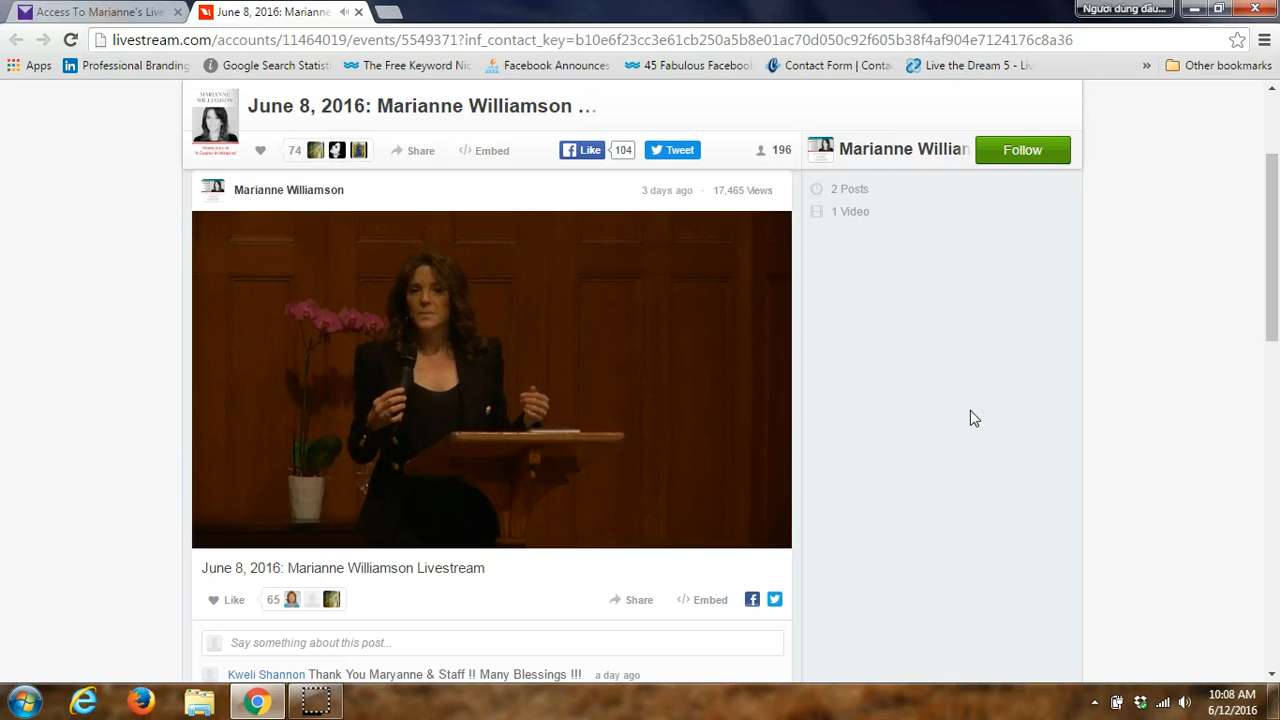 Access To Marianne's Live
June 8, 2016: Marianne
Người dùng đầu...
livestream.com/accounts/11464019/events/5549371?inf_contact_key=b10e6f23cc3e61cb250a5b8e01ac70d050c92f605b38f4af904e7124176c8a36
Apps
Professional Branding
Google Search Statisti
The Free Keyword Nic
Facebook Announces
45 Fabulous Facebook
Contact Form | Conta
Live the Dream 5 - Liv
»
Other bookmarks
MARIANNE
WILLIAMSON
June 8, 2016: Marianne Williamson ...
74
Share
Embed
Like
104
Tweet
196
Marianne Willian
Follow
Marianne Williamson
3 days ago · 17,465 Views
2 Posts
1 Video
June 8, 2016: Marianne Williamson Livestream
Like
65
Share
Embed
Say something about this post...
Kweli Shannon Thank You Maryanne & Staff !! Many Blessings !!! a day ago
10:08 AM
6/12/2016